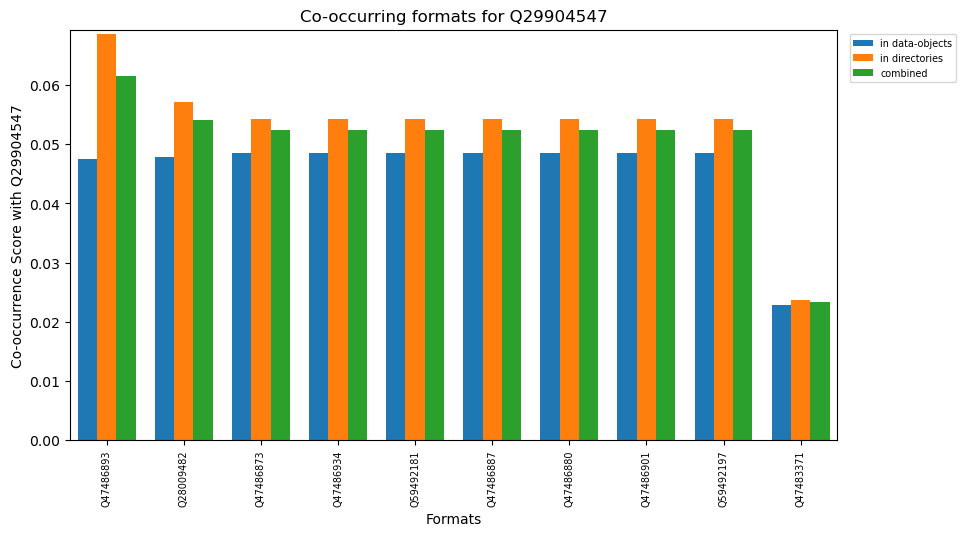 Co-occurring formats for Q29904547
in data-objects
in directories
combined
Co-occurrence Score with Q29904547
0.06
0.05
0.04
0.03
0.02
0.01
0.00
Q47486893
Q28009482
Q47486873
Q47486934
Q59492181
Q47486887
Q47486880
Q47486901
Q59492197
Q47483371
Formats